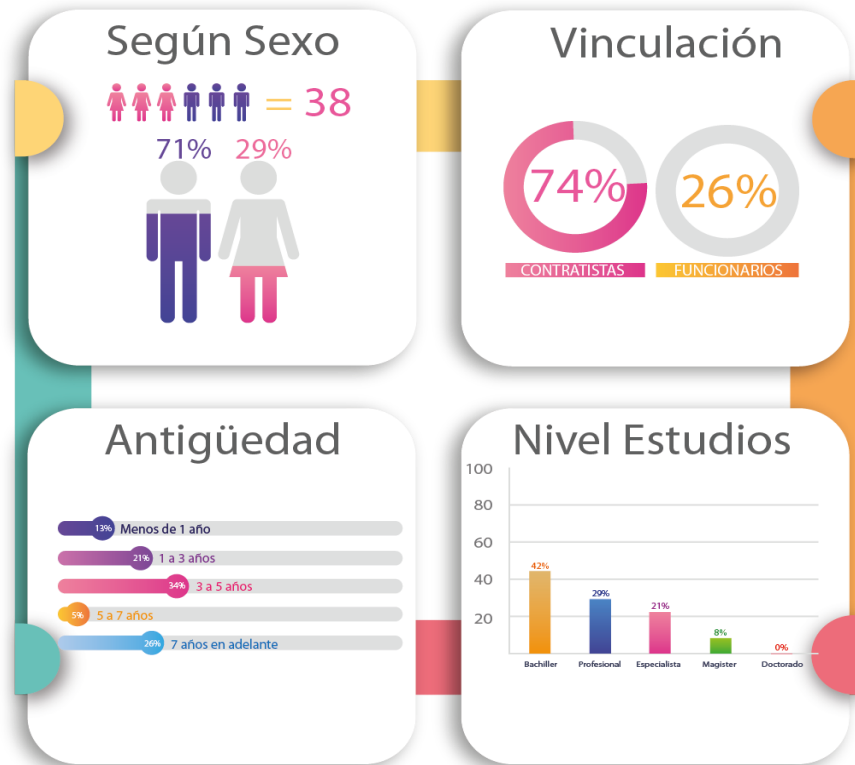 Según Sexo
= 38
71% 29%
Vinculación
74%
26%
CONTRATISTAS
FUNCIONARIOS
Antigüedad
13% Menos de 1 año
21% 1 a 3 años
34% 3 a 5 años
5% 5 a 7 años
26% 7 años en adelante
Nivel Estudios
100
80
60
40
20
42%
29%
21%
8%
0%
Bachiller Profesional Especialista Magister Doctorado